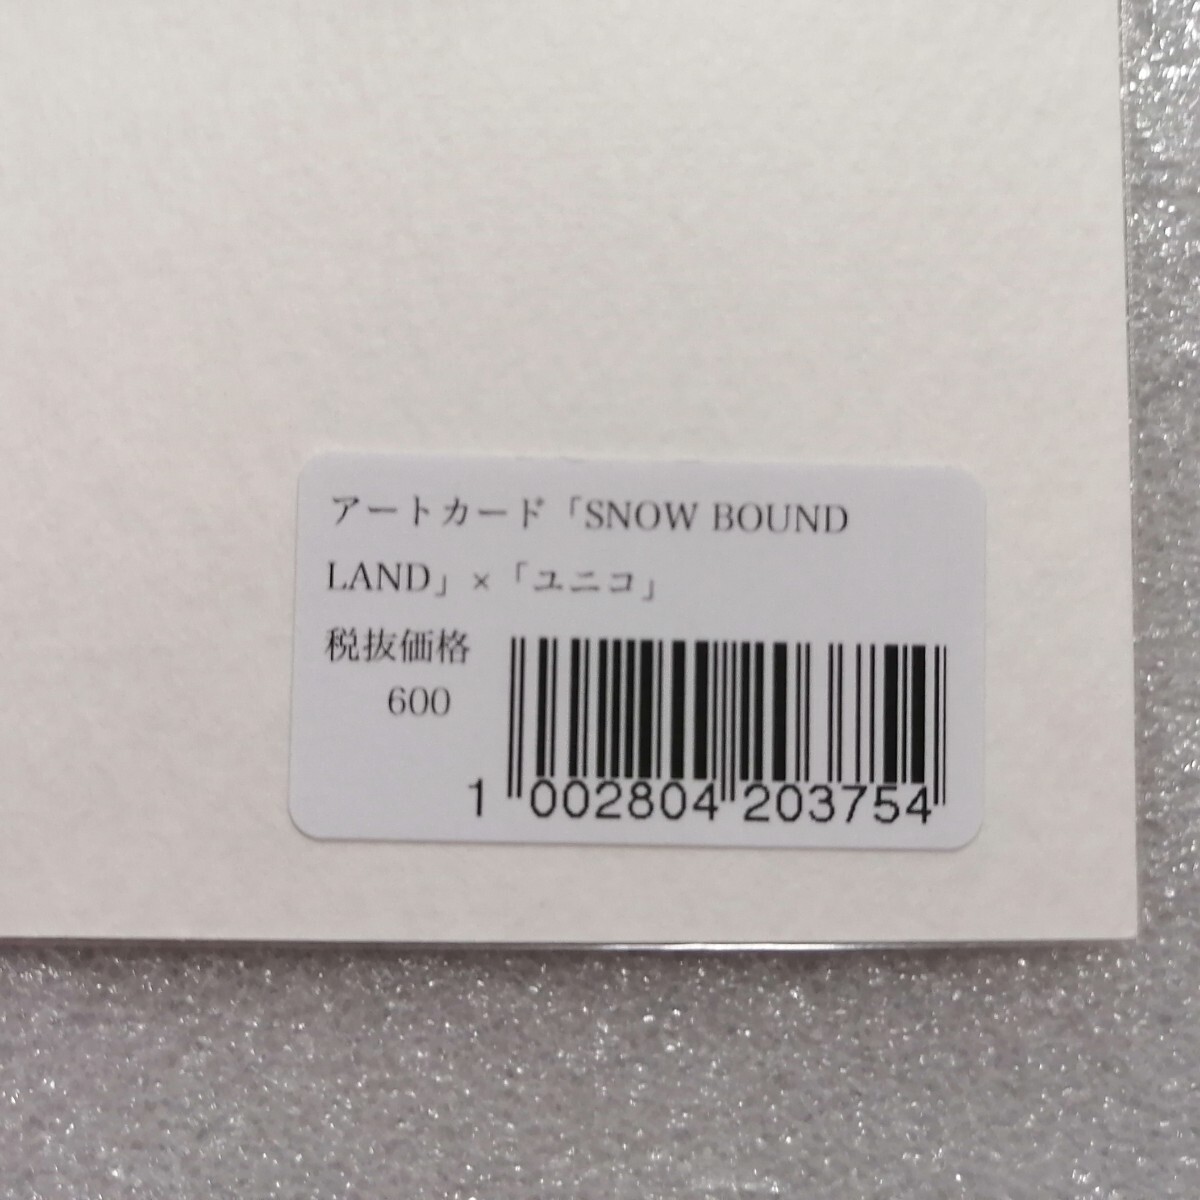 アートカード「SNOW BOUND
LAND」×「ユニコ」
税抜価格
600
1 002804 203754